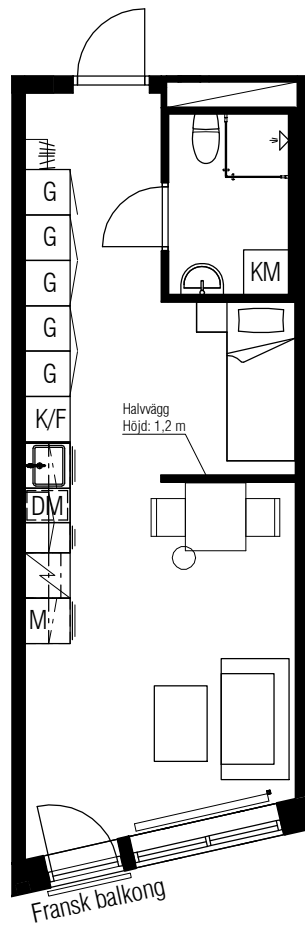 G
G
KM
G
G
G
K/F
Halvvägg
Höjd: 1,2 m
DM
M
Fransk balkong